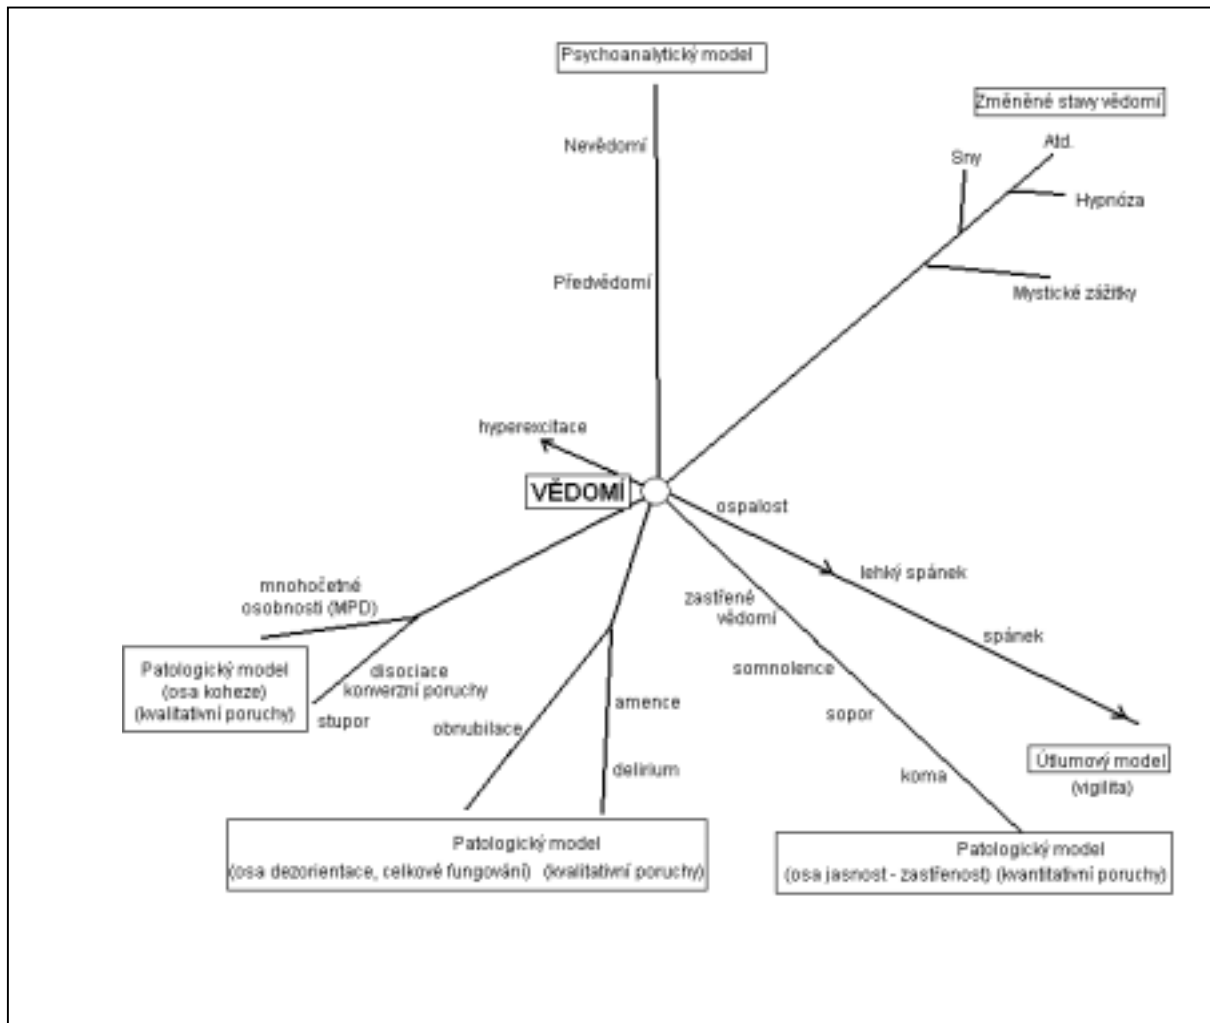 Psychoanalytický model
Změněné stavy vědomí
Atd.
Nevědomí
Sny
Hypnóza
Předvědomí
Mystické zážitky
hyperexcitace
VĚDOMÍ
ospalost
lehký spánek
mnohočetné
osobnosti (MPD)
zastřené
vědomí
spánek
Patologický model
(osa koheze)
(kvalitativní poruchy)
disociace
konverzní poruchy
stupor
somnolence
obnubilace
amence
sopor
delirium
koma
Útlumový model
(vigilita)
Patologický model
(osa dezorientace, celkové fungování) (kvalitativní poruchy)
Patologický model
(osa jasnost - zastřenost) (kvantitativní poruchy)